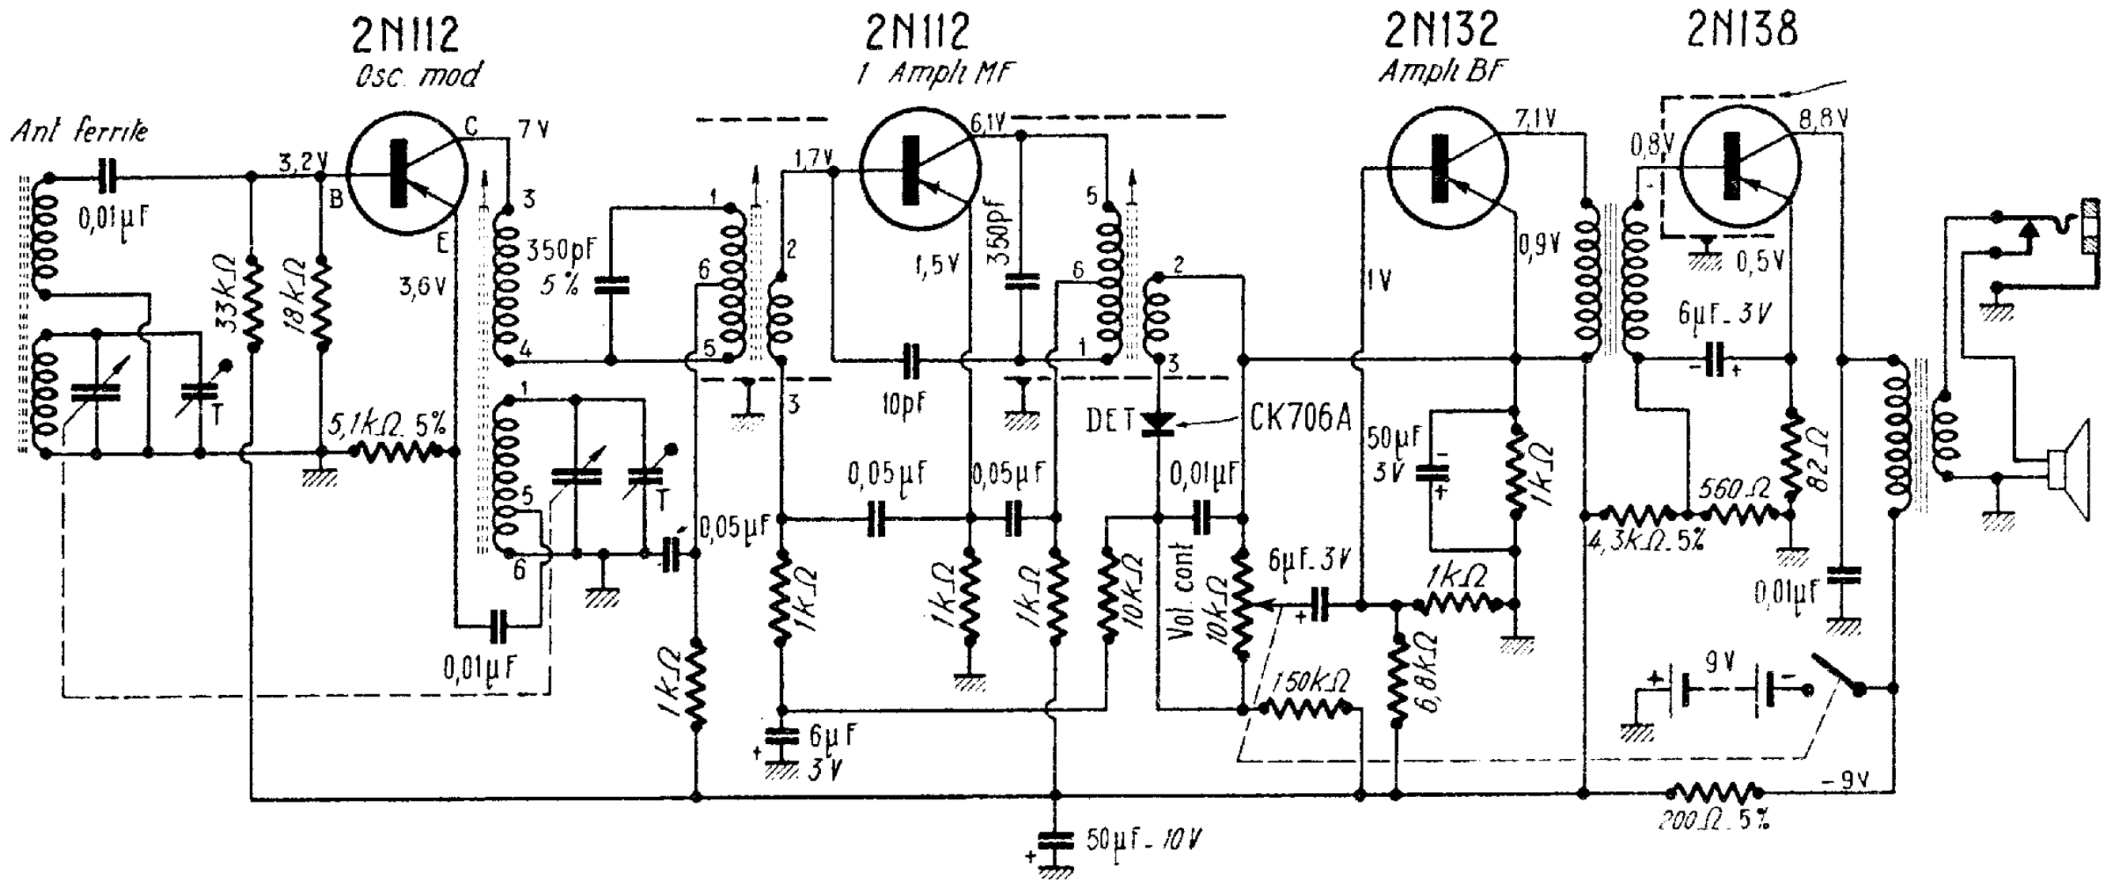 2N112
Osc. mod
2N112
1 Ampli MF
2N132
Ampli BF
2N138
Ant ferrite
0,01µF
3,2V
B
C
7V
E
3,6V
33kΩ
18kΩ
5,1kΩ.5%
3
4
1
5
6
350pF
5%
0,01µF
T
T
0,05µF
1kΩ
1
6
5
2
3
1,7V
6,1V
1,5V
350pF
10pF
5
6
1
2
3
DET
CK706A
0,05µF
0,05µF
0,01µF
1kΩ
1kΩ
1kΩ
10kΩ
Vol. cont
10kΩ
6µF
3V
+
50µF_10V
+
6µF.3V
+
150kΩ
6,8kΩ
1kΩ
1V
7,1V
0,9V
50µF
3V
-
+
1kΩ
0,8V
8,8V
0,5V
6µF_3V
-
+
82Ω
560Ω
4,3kΩ.5%
0,01µF
+
9V
-
-9V
200Ω.5%